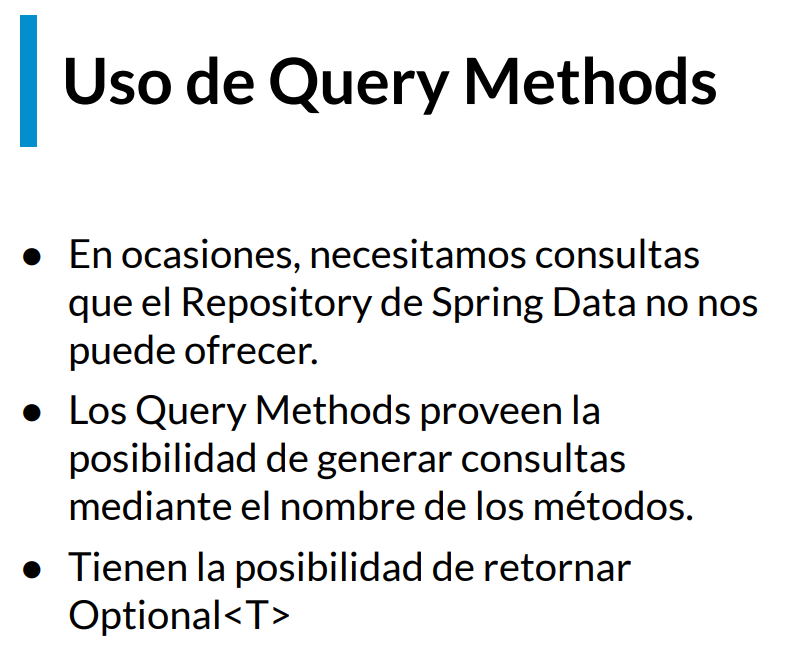 Uso de Query Methods
● En ocasiones, necesitamos consultas
que el Repository de Spring Data no nos
puede ofrecer.
● Los Query Methods proveen la
posibilidad de generar consultas
mediante el nombre de los métodos.
● Tienen la posibilidad de retornar
Optional<T>